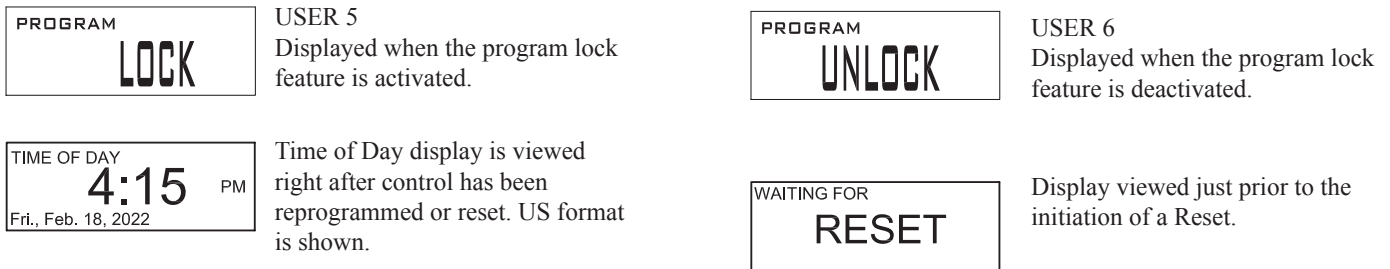 PROGRAM
LOCK
USER 5
Displayed when the program lock
feature is activated.
PROGRAM
UNLOCK
USER 6
Displayed when the program lock
feature is deactivated.
TIME OF DAY
4:15 PM
Fri., Feb. 18, 2022
Time of Day display is viewed
right after control has been
reprogrammed or reset. US format
is shown.
WAITING FOR
RESET
Display viewed just prior to the
initiation of a Reset.